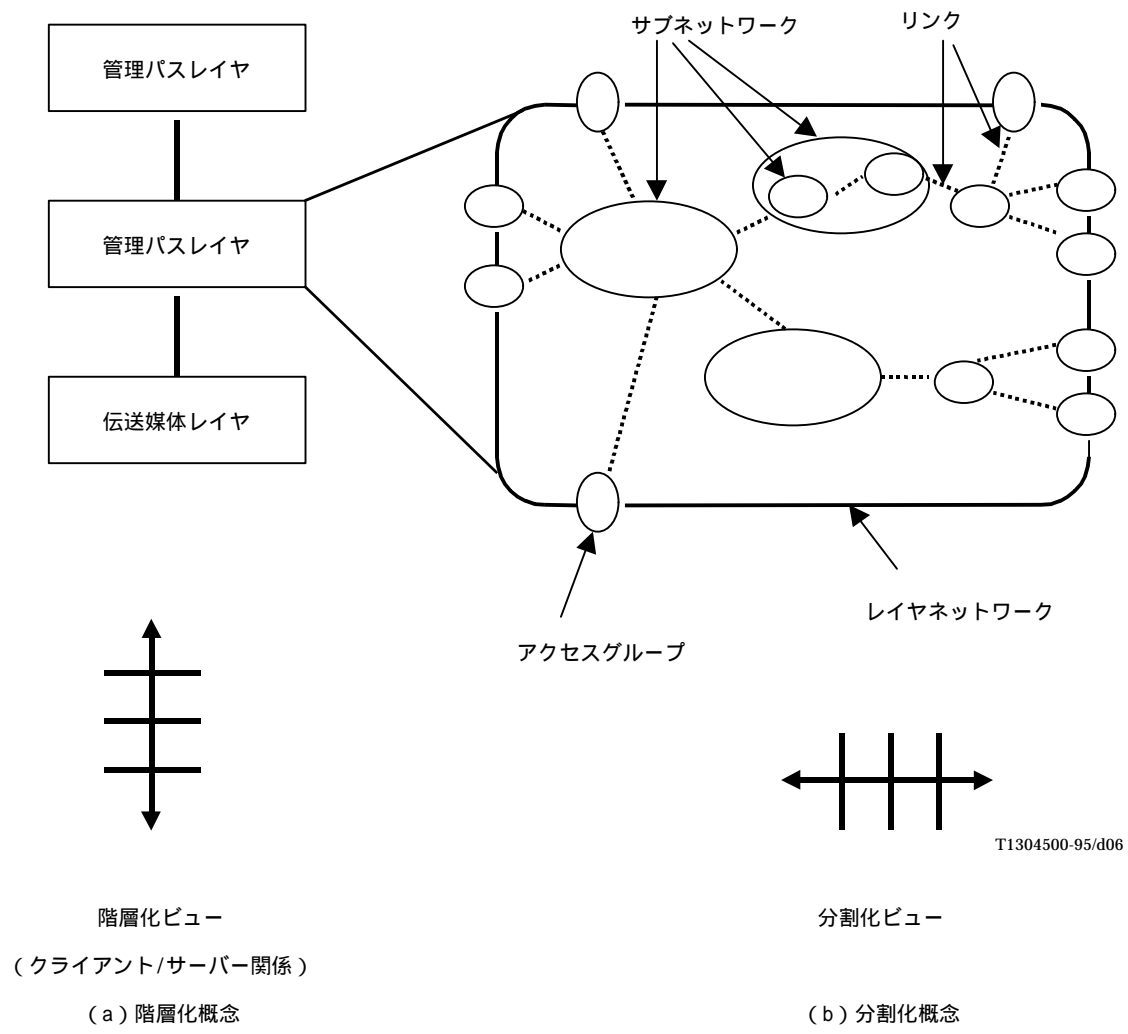 サブネットワーク
リンク
管理パスレイヤ
管理パスレイヤ
伝送媒体レイヤ
レイヤネットワーク
アクセスグループ
T1304500-95/d06
階層化ビュー
分割化ビュー
(クライアント/サーバー関係)
(a)階層化概念
(b)分割化概念